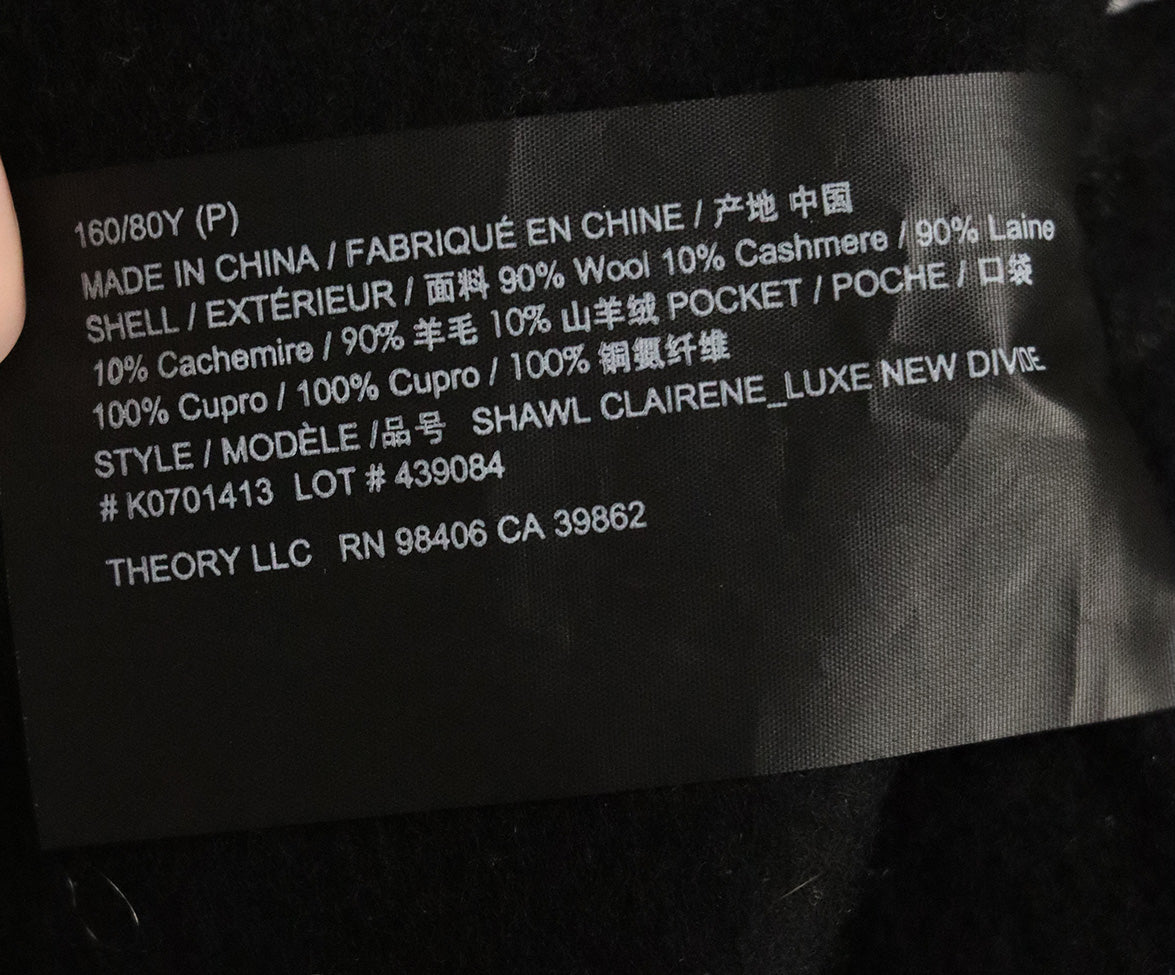 160/80Y (P)
MADE IN CHINA / FABRIQUÉ EN CHINE / 产地 中国
SHELL / EXTÉRIEUR / 面料 90% Wool 10% Cashmere / 90% Laine
10% Cachemire / 90% 羊毛 10% 山羊绒 POCKET / POCHE / 口袋
100% Cupro / 100% Cupro / 100% 铜氨纤维
STYLE / MODÈLE /品号 SHAWL CLAIRENE_LUXE NEW DIVIDE
# K0701413 LOT # 439084
THEORY LLC RN 98406 CA 39862